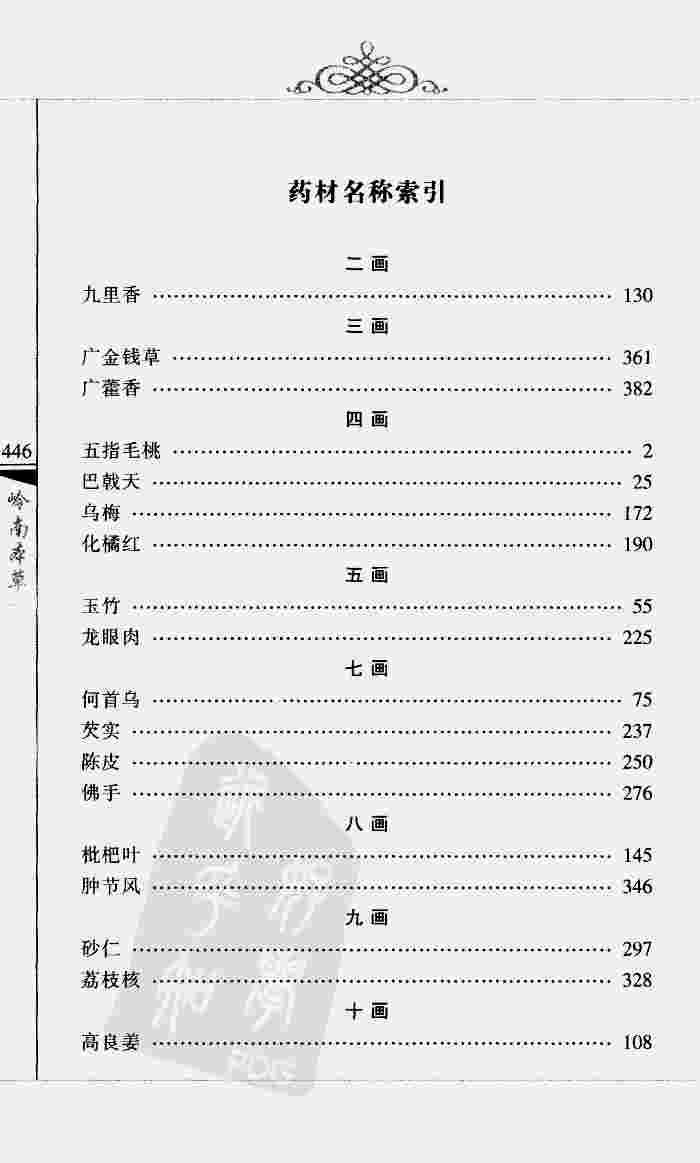 药材名称索引
二画
九里香 130
三画
广金钱草 361
广藿香 382
四画
五指毛桃 2
巴戟天 25
乌梅 172
化橘红 190
五画
玉竹 55
龙眼肉 225
七画
何首乌 75
芡实 237
陈皮 250
佛手 276
八画
枇杷叶 145
肿节风 346
九画
砂仁 297
荔枝核 328
十画
高良姜 108
446
岭南本草
PDG